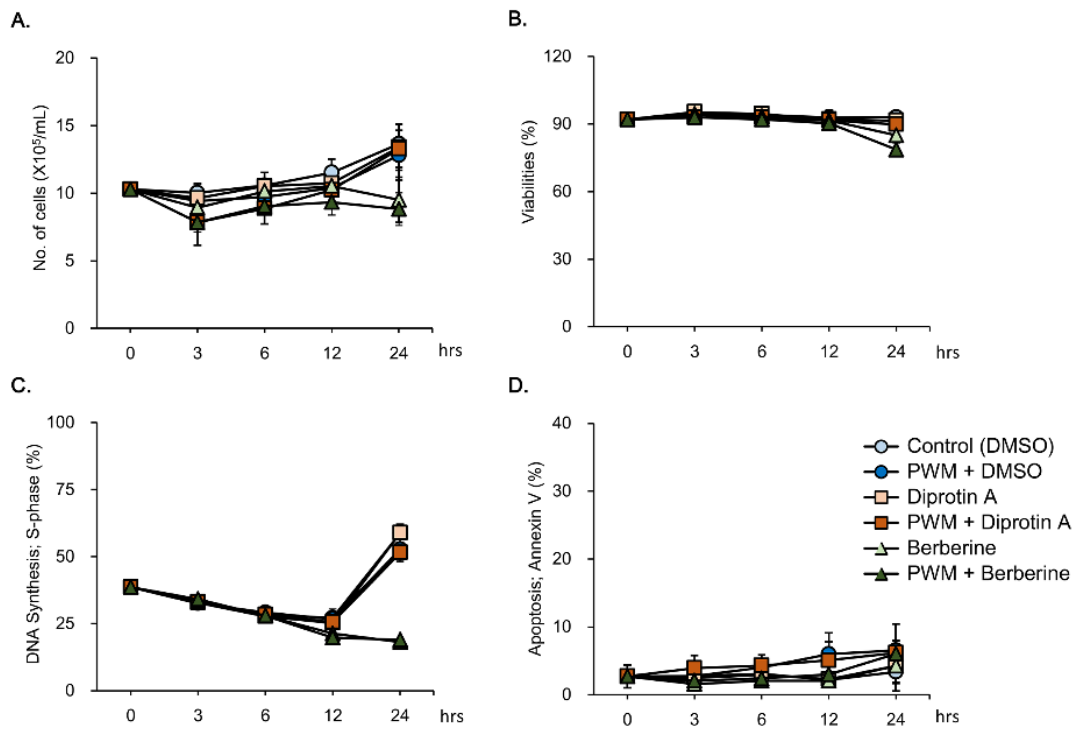 A.
No. of cells (X10⁵/mL)
20
15
10
5
0
0 3 6 12 24 hrs
B.
Viabilities (%)
120
90
60
30
0
0 3 6 12 24 hrs
C.
DNA Synthesis; S-phase (%)
100
75
50
25
0
0 3 6 12 24 hrs
D.
Apoptosis; Annexin V (%)
40
30
20
10
0
0 3 6 12 24 hrs
Control (DMSO)
PWM + DMSO
Diprotin A
PWM + Diprotin A
Berberine
PWM + Berberine